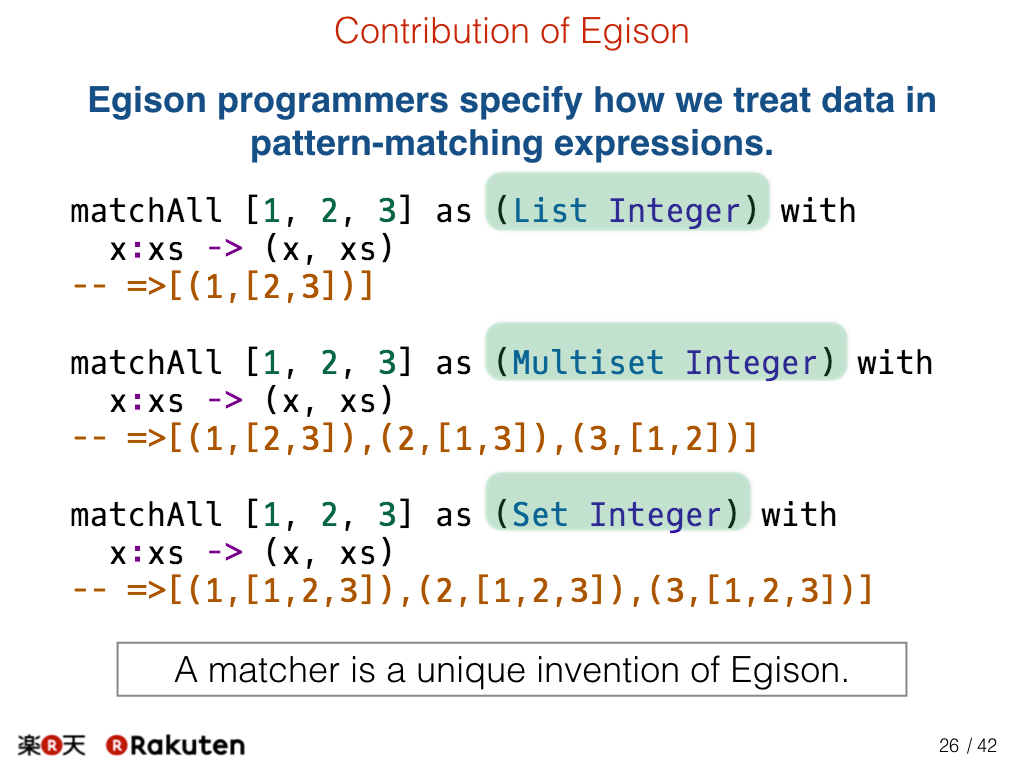 Contribution of Egison
Egison programmers specify how we treat data in
pattern-matching expressions.
matchAll [1, 2, 3] as (List Integer) with
  x:xs -> (x, xs)
-- =>[(1,[2,3])]
matchAll [1, 2, 3] as (Multiset Integer) with
  x:xs -> (x, xs)
-- =>[(1,[2,3]),(2,[1,3]),(3,[1,2])]
matchAll [1, 2, 3] as (Set Integer) with
  x:xs -> (x, xs)
-- =>[(1,[1,2,3]),(2,[1,2,3]),(3,[1,2,3])]
A matcher is a unique invention of Egison.
楽R天 R Rakuten
26 / 42